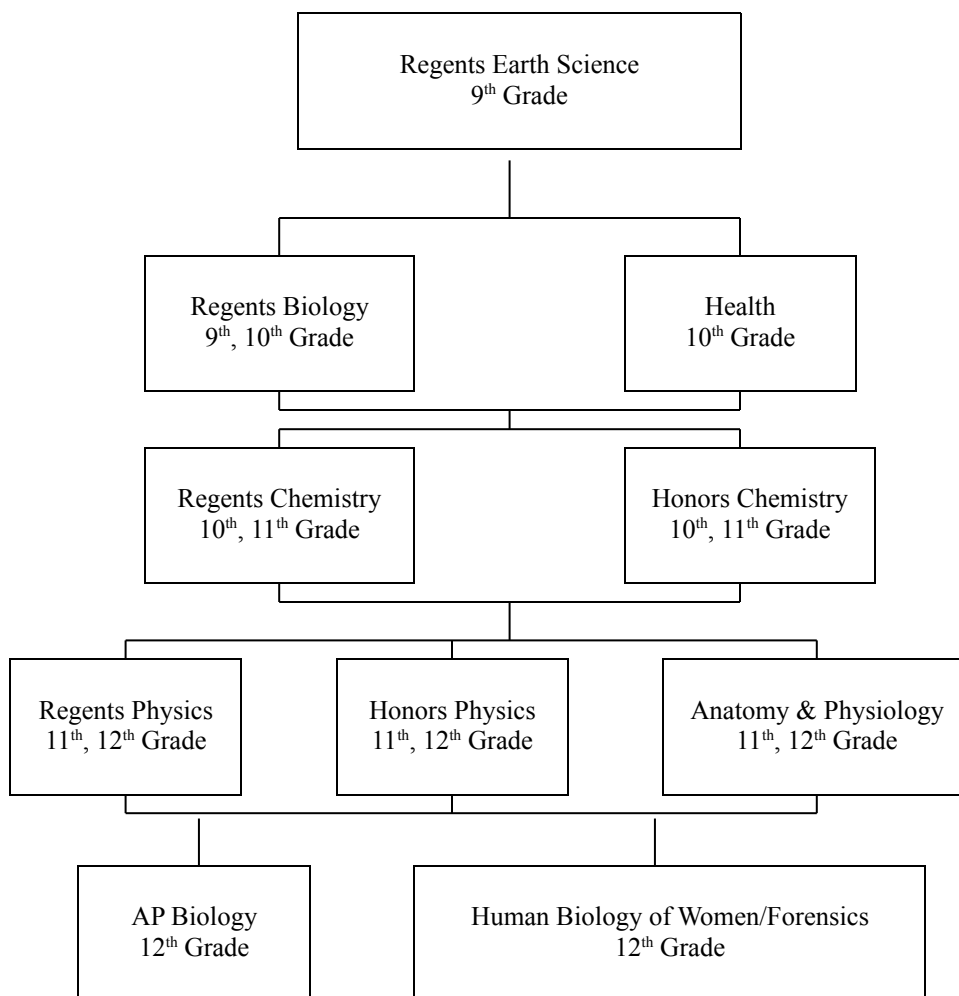 Regents Earth Science
9th Grade
Regents Biology
9th, 10th Grade
Health
10th Grade
Regents Chemistry
10th, 11th Grade
Honors Chemistry
10th, 11th Grade
Regents Physics
11th, 12th Grade
Honors Physics
11th, 12th Grade
Anatomy & Physiology
11th, 12th Grade
AP Biology
12th Grade
Human Biology of Women/Forensics
12th Grade